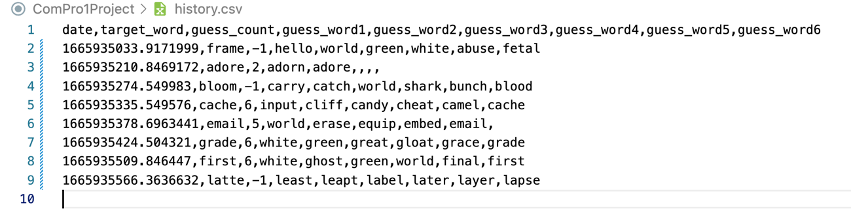 ComPro1Project > history.csv
1 date,target_word,guess_count,guess_word1,guess_word2,guess_word3,guess_word4,guess_word5,guess_word6
2 1665935033.9171999,frame,-1,hello,world,green,white,abuse,fetal
3 1665935210.8469172,adore,2,adorn,adore,,,,
4 1665935274.549983,bloom,-1,carry,catch,world,shark,bunch,blood
5 1665935335.549576,cache,6,input,cliff,candy,cheat,camel,cache
6 1665935378.6963441,email,5,world,erase,equip,embed,email,
7 1665935424.504321,grade,6,white,green,great,gloat,grace,grade
8 1665935509.846447,first,6,white,ghost,green,world,final,first
9 1665935566.3636632,latte,-1,least,leapt,label,later,layer,lapse
10